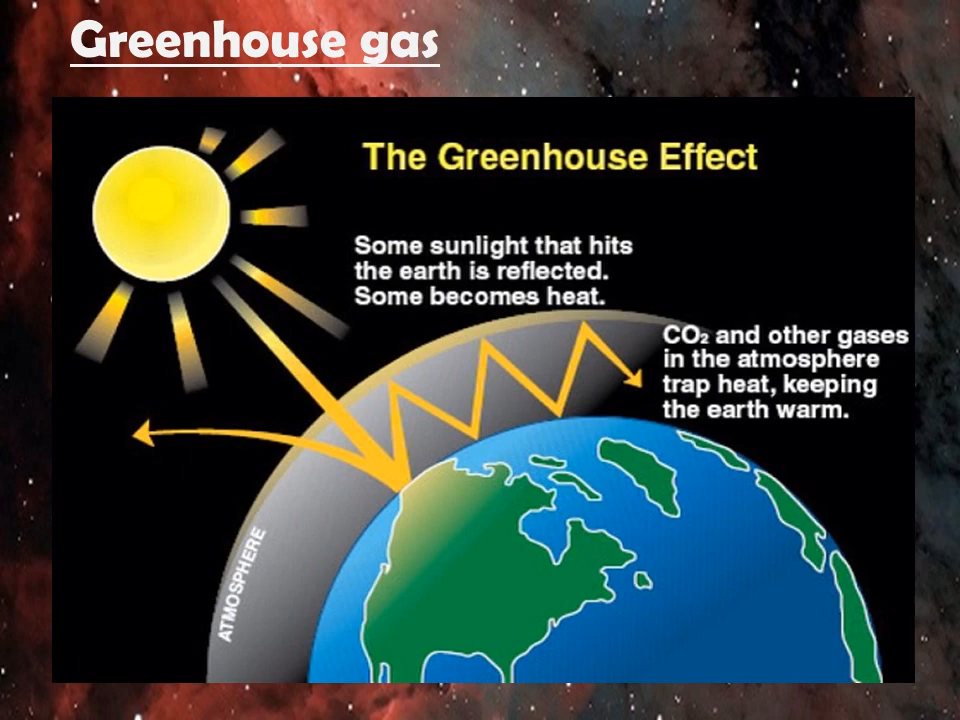 Greenhouse gas
The Greenhouse Effect
Some sunlight that hits
the earth is reflected.
Some becomes heat.
CO₂ and other gases
in the atmosphere
trap heat, keeping
the earth warm.
ATMOSPHERE